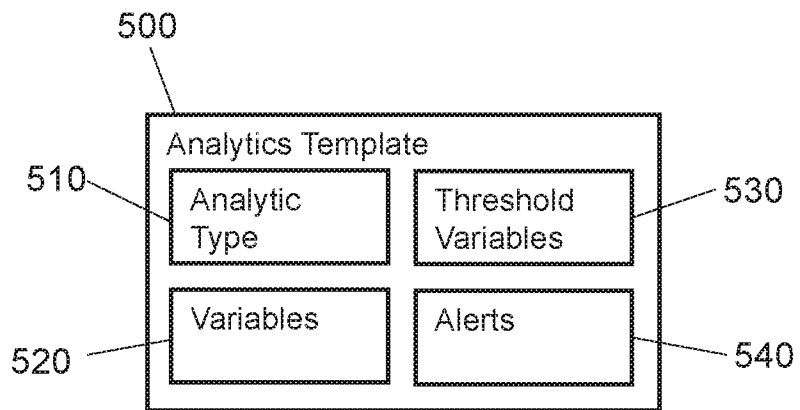 500
Analytics Template
510
Analytic
Type
Threshold
Variables
530
520
Variables
Alerts
540